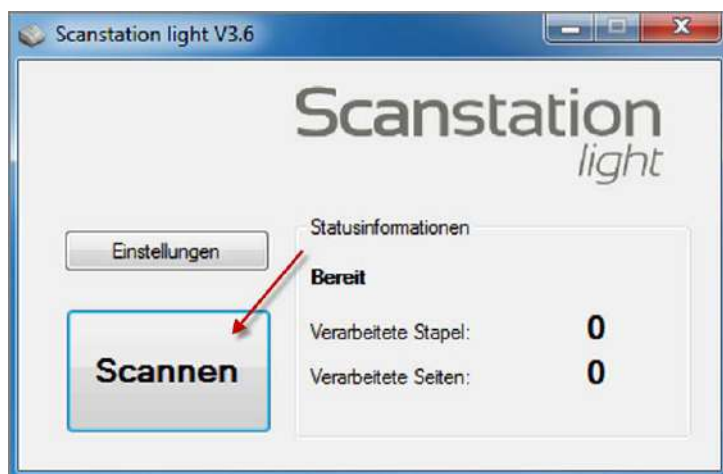 Scanstation light V3.6
Scanstation
light
Einstellungen
Scannen
Statusinformationen
Bereit
Verarbeitete Stapel: 0
Verarbeitete Seiten: 0